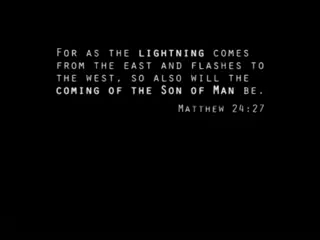 For as the lightning comes
from the east and flashes to
the west, so also will the
coming of the Son of Man be.
Matthew 24:27